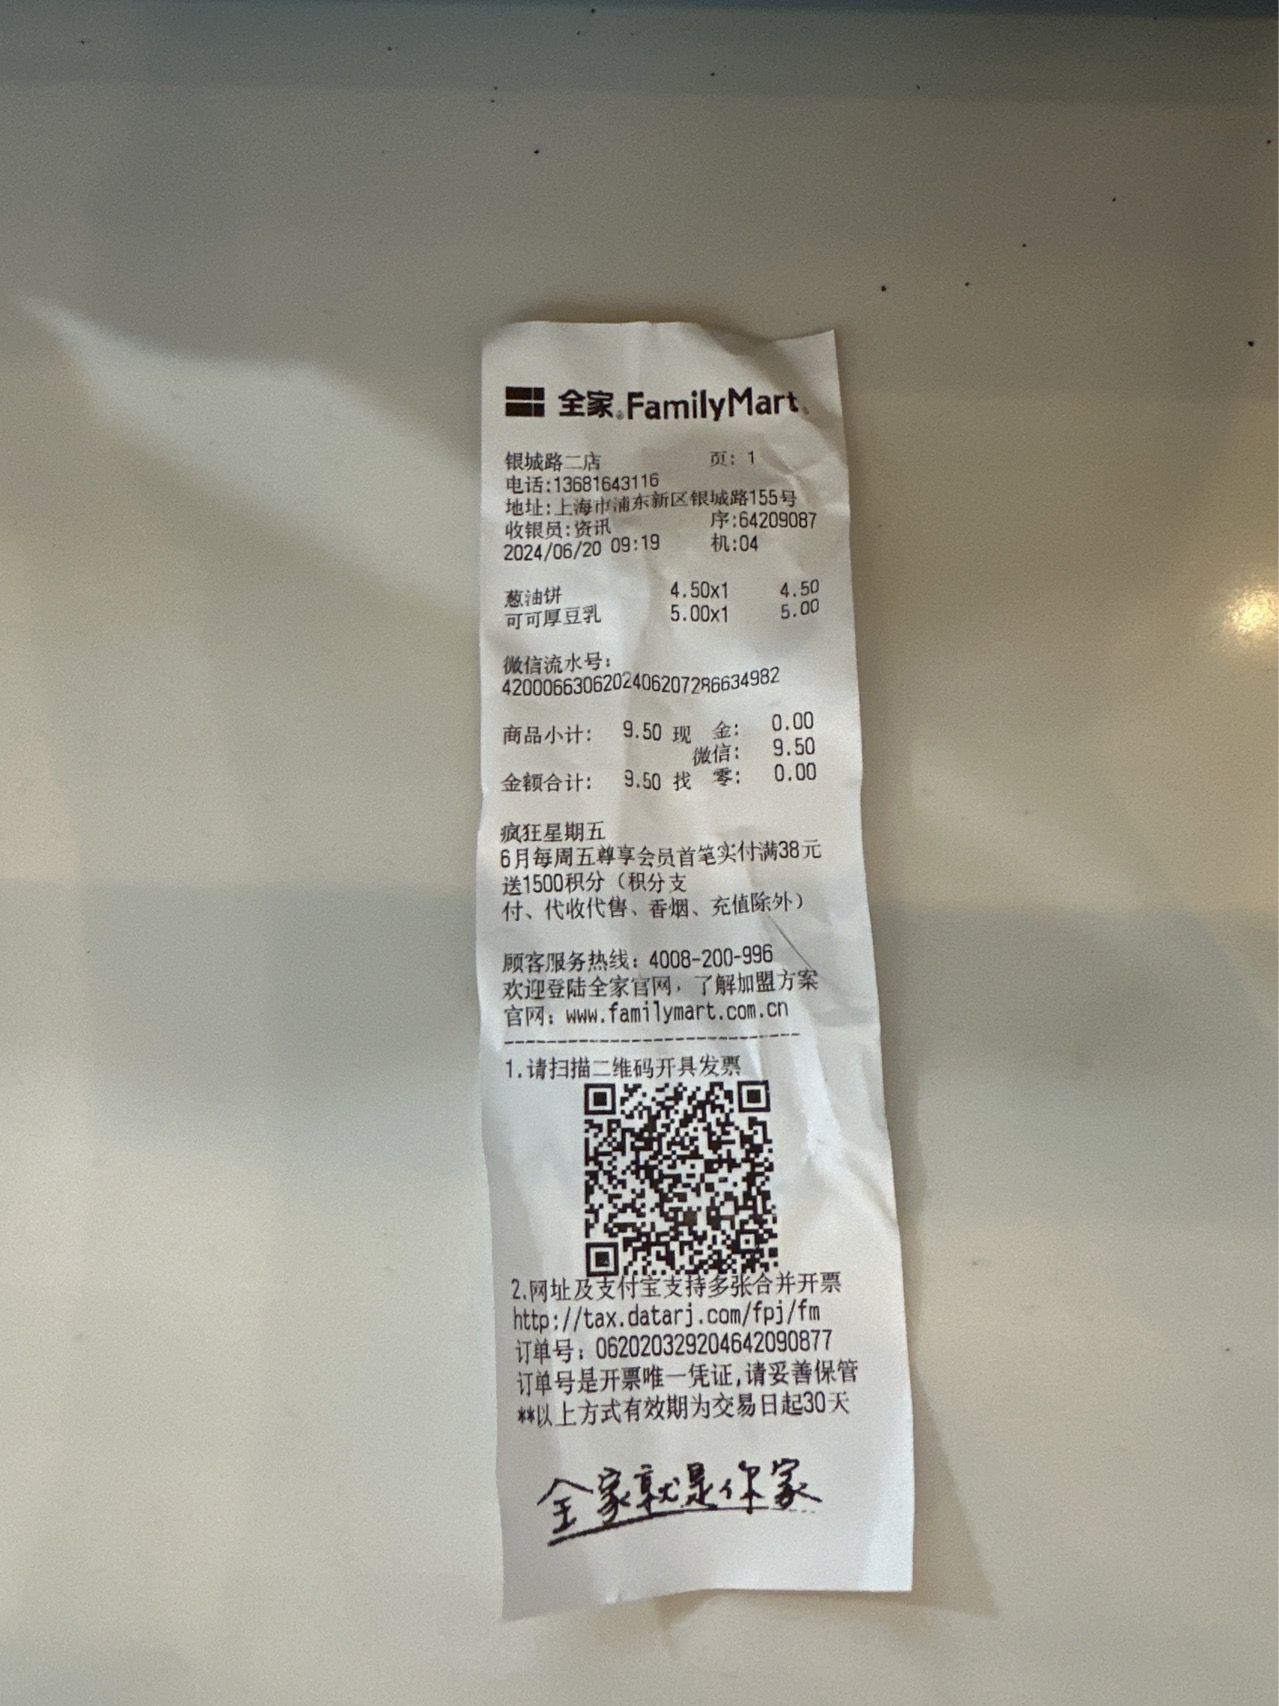 全家®FamilyMart
银城路二店 页: 1
电话:13681643116
地址:上海市浦东新区银城路155号
收银员:资讯 序:64209087
2024/06/20 09:19 机:04
葱油饼 4.50x1 4.50
可可厚豆乳 5.00x1 5.00
微信流水号:
4200066306202406207286634982
商品小计: 9.50 现 金: 0.00
微信: 9.50
金额合计: 9.50 找 零: 0.00
疯狂星期五
6月每周五尊享会员首笔实付满38元
送1500积分（积分支
付、代收代售、香烟、充值除外）
顾客服务热线: 4008-200-996
欢迎登陆全家官网，了解加盟方案
官网: www.familymart.com.cn
1.请扫描二维码开具发票
2.网址及支付宝支持多张合并开票
http://tax.datarj.com/fpj/fm
订单号: 062020329204642090877
订单号是开票唯一凭证,请妥善保管
**以上方式有效期为交易日起30天
全家就是你家